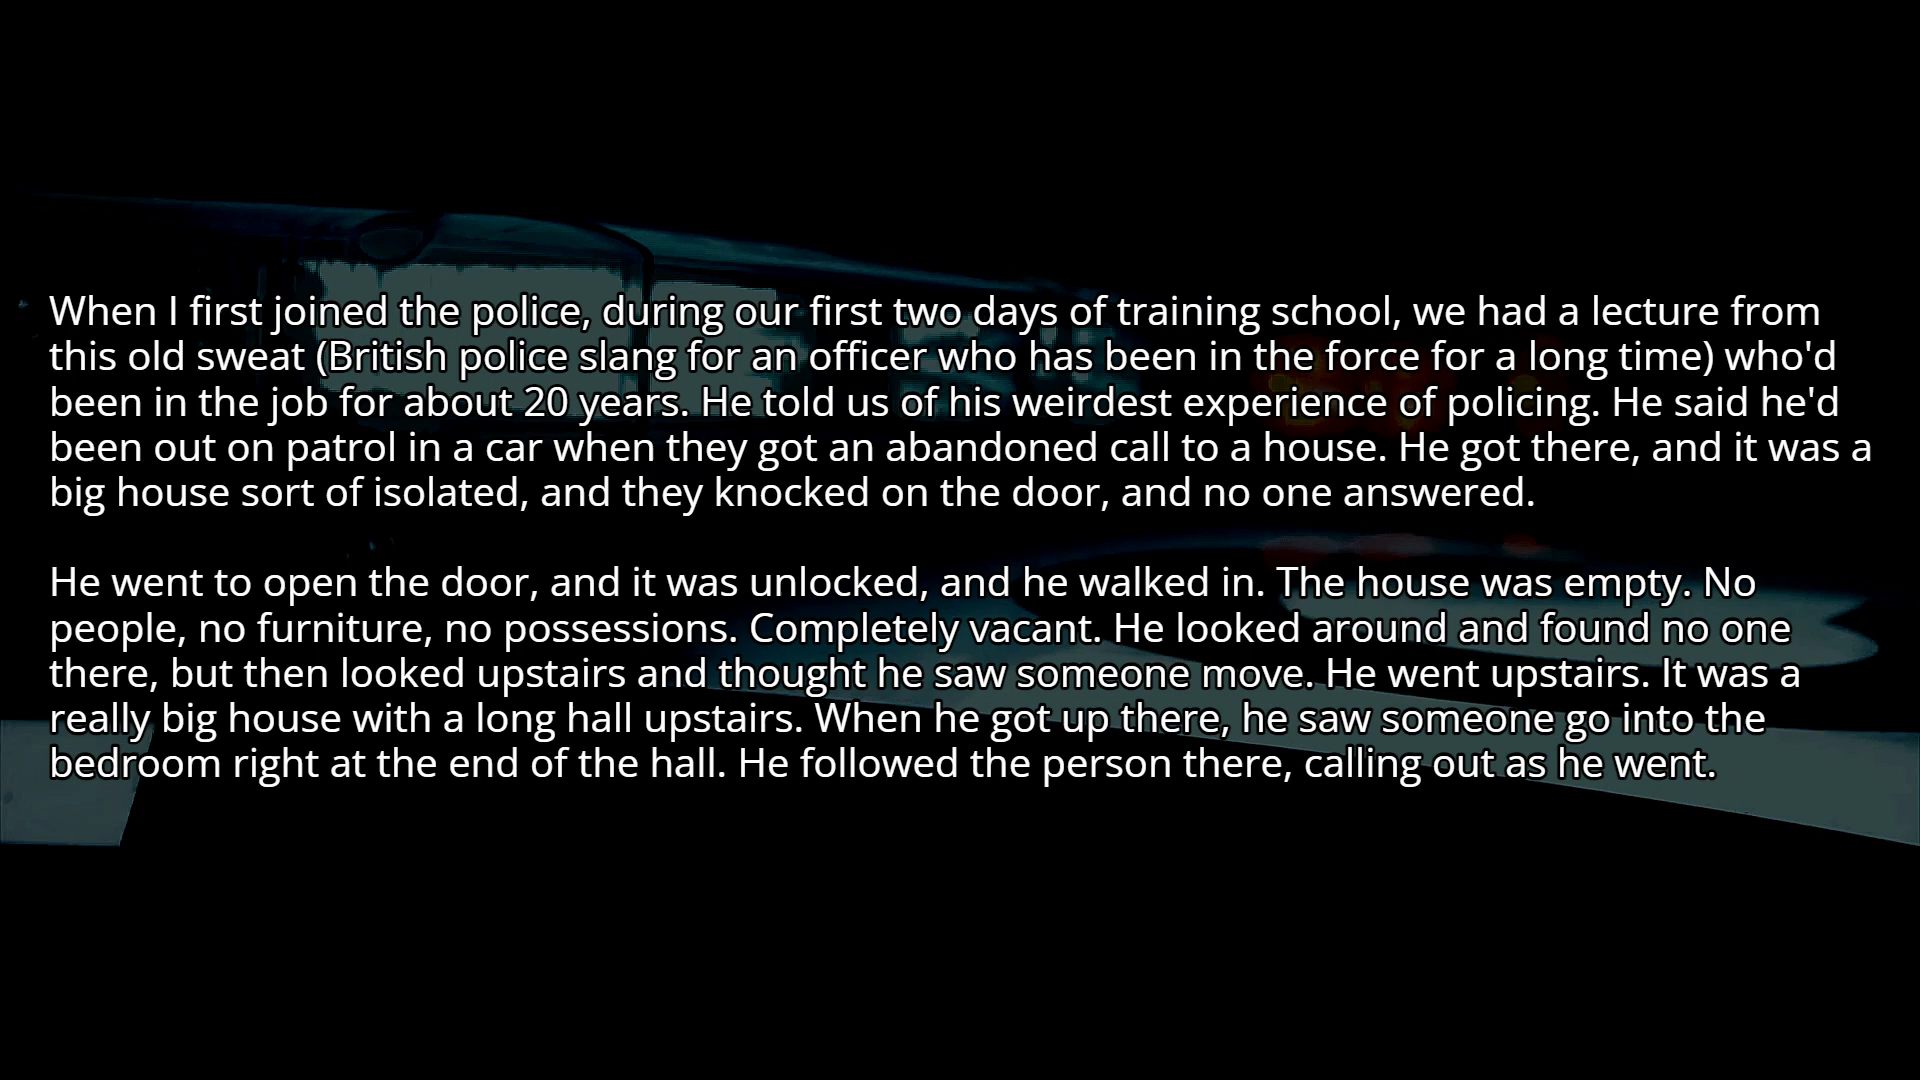 When I first joined the police, during our first two days of training school, we had a lecture from
this old sweat (British police slang for an officer who has been in the force for a long time) who'd
been in the job for about 20 years. He told us of his weirdest experience of policing. He said he'd
been out on patrol in a car when they got an abandoned call to a house. He got there, and it was a
big house sort of isolated, and they knocked on the door, and no one answered.
He went to open the door, and it was unlocked, and he walked in. The house was empty. No
people, no furniture, no possessions. Completely vacant. He looked around and found no one
there, but then looked upstairs and thought he saw someone move. He went upstairs. It was a
really big house with a long hall upstairs. When he got up there, he saw someone go into the
bedroom right at the end of the hall. He followed the person there, calling out as he went.